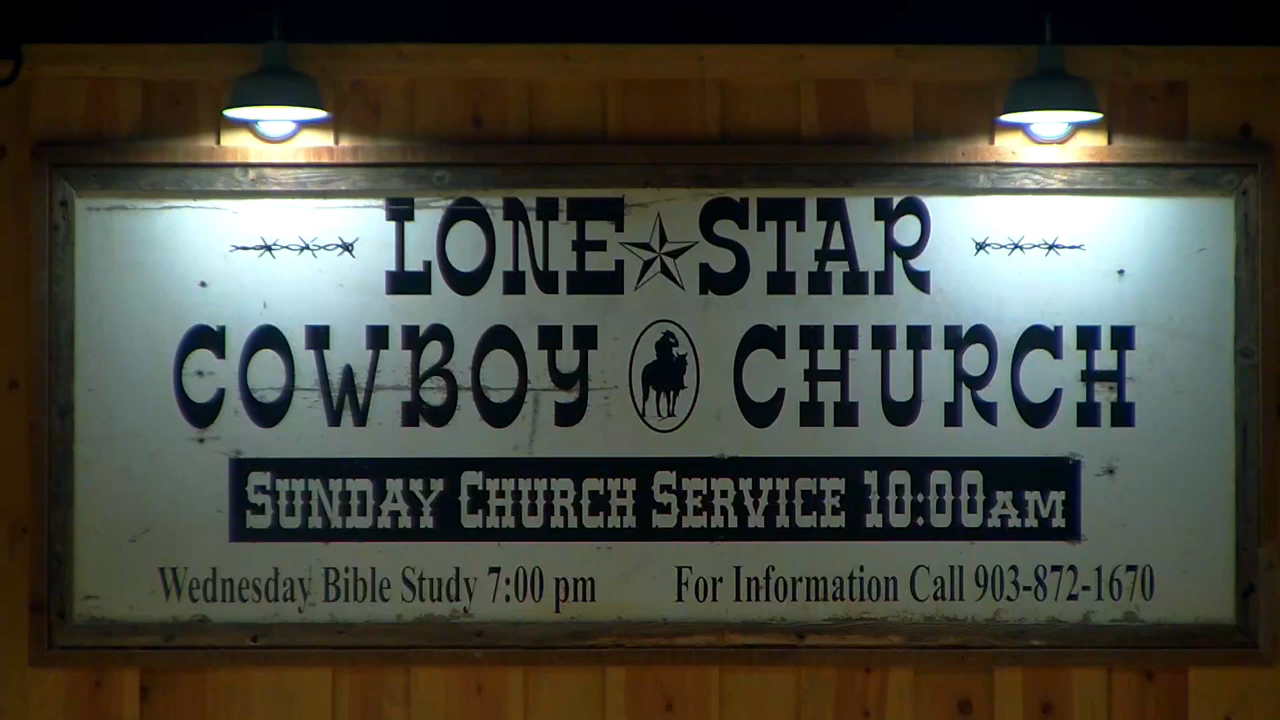 LONE STAR
COWBOY CHURCH
SUNDAY CHURCH SERVICE 10:00AM
Wednesday Bible Study 7:00 pm For Information Call 903-872-1670